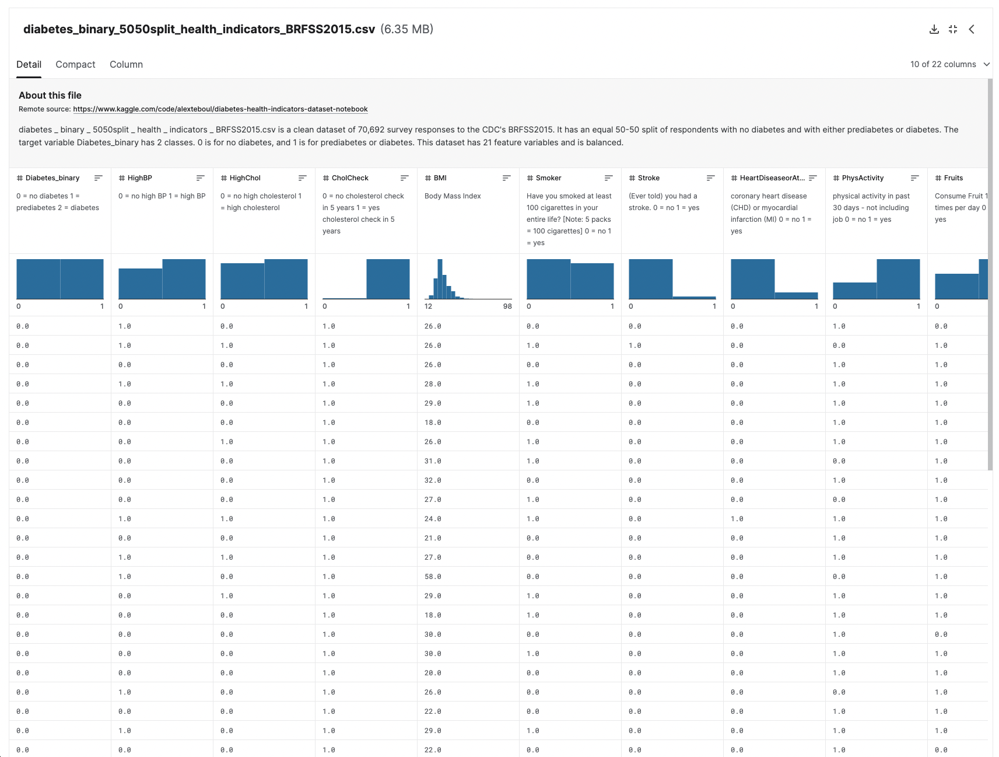 diabetes_binary_5050split_health_indicators_BRFSS2015.csv (6.35 MB)
Detail Compact Column 10 of 22 columns
About this file
Remote source: https://www.kaggle.com/code/alexteboul/diabetes-health-indicators-dataset-notebook
diabetes _ binary _ 5050split _ health _ indicators _ BRFSS2015.csv is a clean dataset of 70,692 survey responses to the CDC's BRFSS2015. It has an equal 50-50 split of respondents with no diabetes and with either prediabetes or diabetes. The
target variable Diabetes_binary has 2 classes. 0 is for no diabetes, and 1 is for prediabetes or diabetes. This dataset has 21 feature variables and is balanced.
# Diabetes_binary # HighBP # HighChol # CholCheck # BMI # Smoker # Stroke # HeartDiseaseorAt... # PhysActivity # Fruits
0 = no diabetes 1 = 0 = no high BP 1 = high BP 0 = no high cholesterol 1 0 = no cholesterol check Body Mass Index Have you smoked at least (Ever told) you had a coronary heart disease physical activity in past Consume Fruit 1
prediabetes 2 = diabetes = high cholesterol in 5 years 1 = yes 100 cigarettes in your stroke. 0 = no 1 = yes (CHD) or myocardial 30 days - not including times per day 0
cholesterol check in 5 entire life? [Note: 5 packs infarction (MI) 0 = no 1 = job 0 = no 1 = yes yes
years = 100 cigarettes] 0 = no 1 yes
= yes
0 1 0 1 0 1 0 1 12 98 0 1 0 1 0 1 0 1 0
0.0 1.0 0.0 1.0 26.0 0.0 0.0 0.0 1.0 0.0
0.0 1.0 1.0 1.0 26.0 1.0 1.0 0.0 0.0 1.0
0.0 0.0 0.0 1.0 26.0 0.0 0.0 0.0 1.0 1.0
0.0 1.0 1.0 1.0 28.0 1.0 0.0 0.0 1.0 1.0
0.0 0.0 0.0 1.0 29.0 1.0 0.0 0.0 1.0 1.0
0.0 0.0 0.0 1.0 18.0 0.0 0.0 0.0 1.0 1.0
0.0 0.0 1.0 1.0 26.0 1.0 0.0 0.0 1.0 1.0
0.0 0.0 0.0 1.0 31.0 1.0 0.0 0.0 0.0 1.0
0.0 0.0 0.0 1.0 32.0 0.0 0.0 0.0 1.0 1.0
0.0 0.0 0.0 1.0 27.0 1.0 0.0 0.0 0.0 1.0
0.0 1.0 1.0 1.0 24.0 1.0 0.0 1.0 1.0 1.0
0.0 0.0 0.0 1.0 21.0 0.0 0.0 0.0 1.0 1.0
0.0 1.0 1.0 1.0 27.0 0.0 0.0 0.0 1.0 1.0
0.0 1.0 0.0 1.0 58.0 0.0 0.0 0.0 0.0 1.0
0.0 0.0 1.0 1.0 29.0 1.0 0.0 0.0 1.0 1.0
0.0 0.0 0.0 1.0 18.0 1.0 0.0 0.0 1.0 1.0
0.0 0.0 0.0 1.0 30.0 0.0 0.0 0.0 1.0 0.0
0.0 0.0 0.0 1.0 30.0 1.0 0.0 0.0 1.0 1.0
0.0 0.0 0.0 1.0 20.0 0.0 0.0 0.0 1.0 1.0
0.0 1.0 0.0 1.0 26.0 0.0 0.0 0.0 0.0 1.0
0.0 0.0 0.0 1.0 22.0 0.0 0.0 0.0 1.0 1.0
0.0 1.0 0.0 1.0 29.0 1.0 0.0 0.0 1.0 1.0
0.0 0.0 0.0 1.0 22.0 0.0 0.0 0.0 1.0 0.0